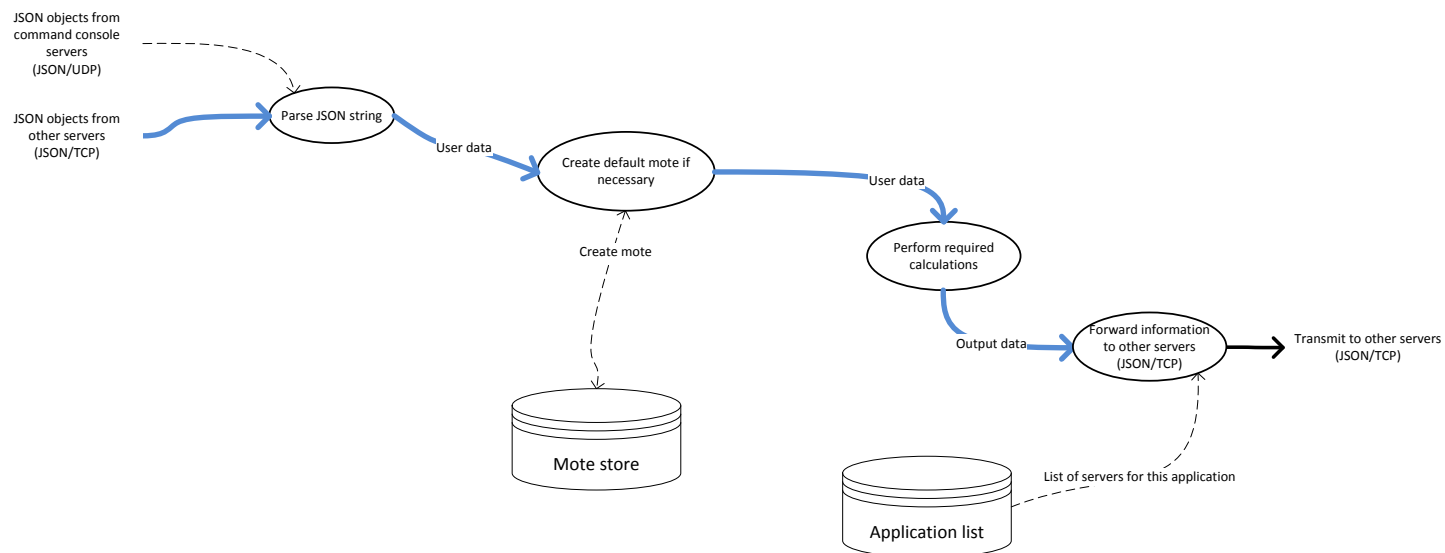 JSON objects from
command console
servers
(JSON/UDP)
JSON objects from
other servers
(JSON/TCP)
Parse JSON string
User data
Create default mote if
necessary
User data
Create mote
Perform required
calculations
Output data
Forward information
to other servers
(JSON/TCP)
Transmit to other servers
(JSON/TCP)
Mote store
List of servers for this application
Application list